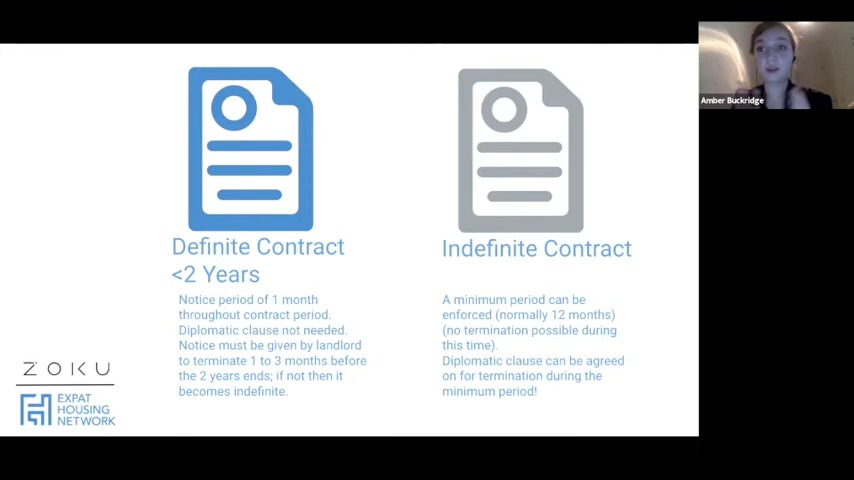 Amber Buckridge
Definite Contract
<2 Years
Notice period of 1 month
throughout contract period.
Diplomatic clause not needed.
Notice must be given by landlord
to terminate 1 to 3 months before
the 2 years ends; if not then it
becomes indefinite.
Indefinite Contract
A minimum period can be
enforced (normally 12 months)
(no termination possible during
this time).
Diplomatic clause can be agreed
on for termination during the
minimum period!
ZOKU
EXPAT
HOUSING
NETWORK